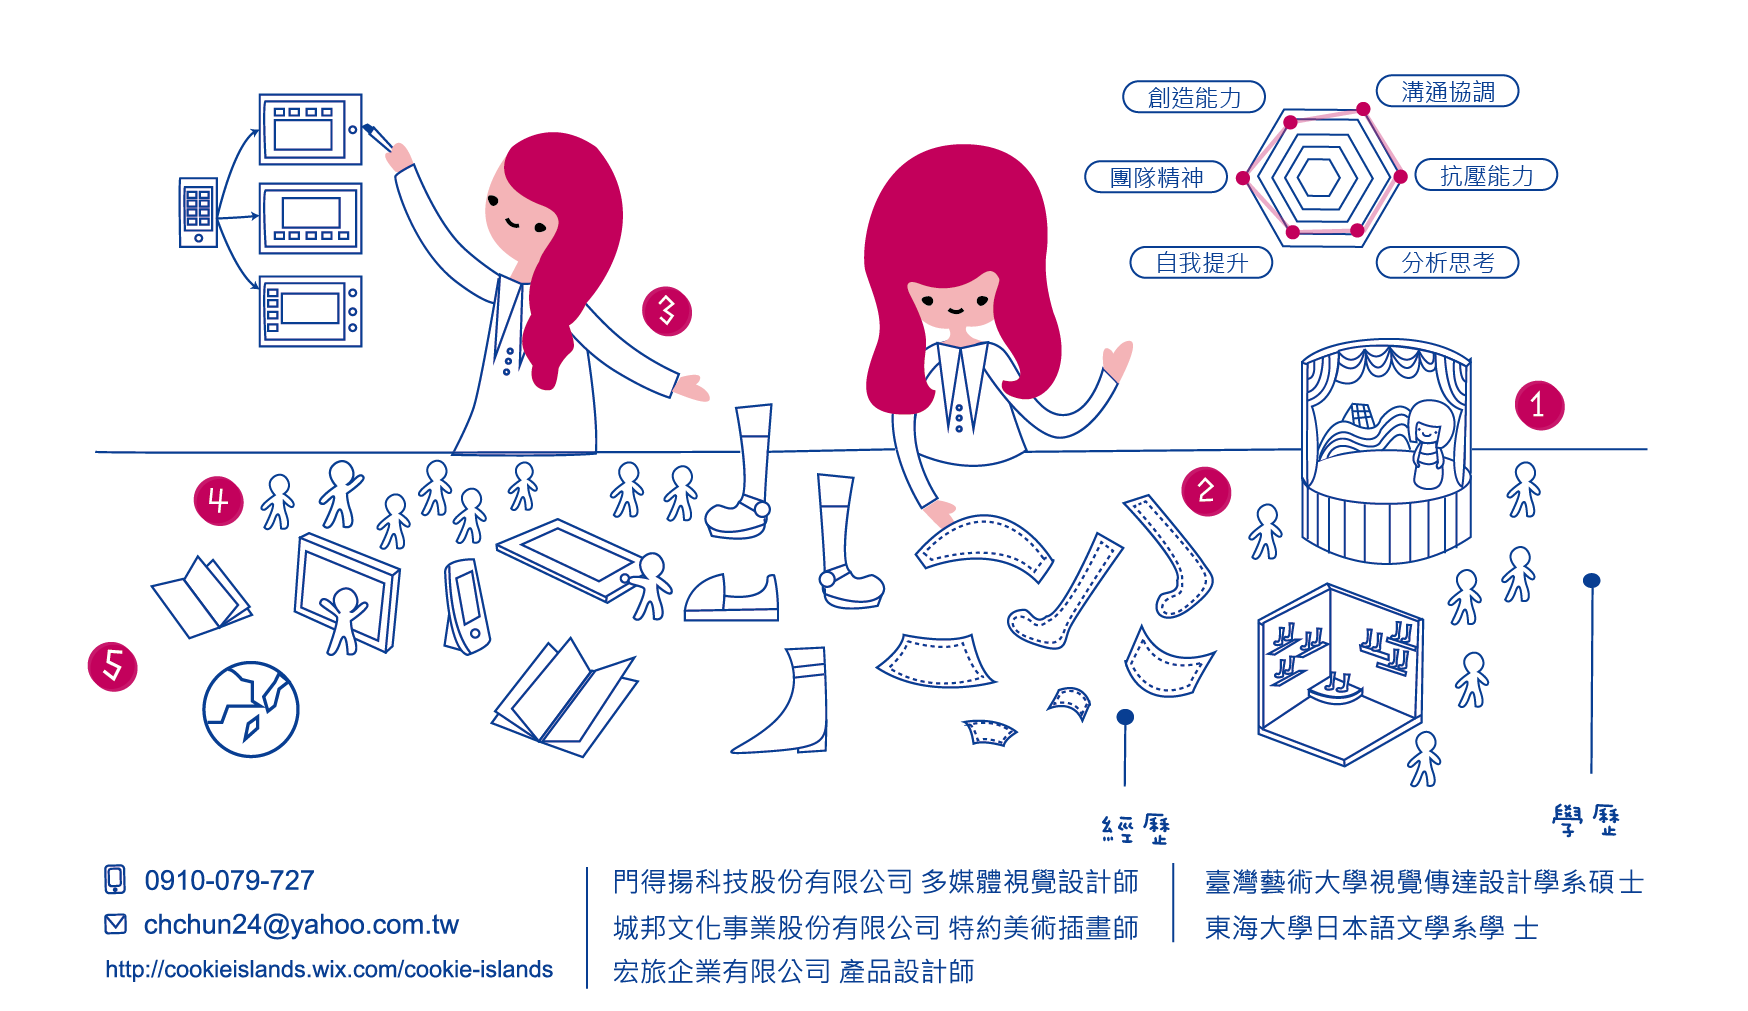 創造能力
溝通協調
團隊精神
抗壓能力
自我提升
分析思考
3
1
2
4
5
經歷
學歷
0910-079-727
chchun24@yahoo.com.tw
http://cookieislands.wix.com/cookie-islands
門得揚科技股份有限公司 多媒體視覺設計師
城邦文化事業股份有限公司 特約美術插畫師
宏旅企業有限公司 產品設計師
臺灣藝術大學視覺傳達設計學系碩士
東海大學日本語文學系學 士